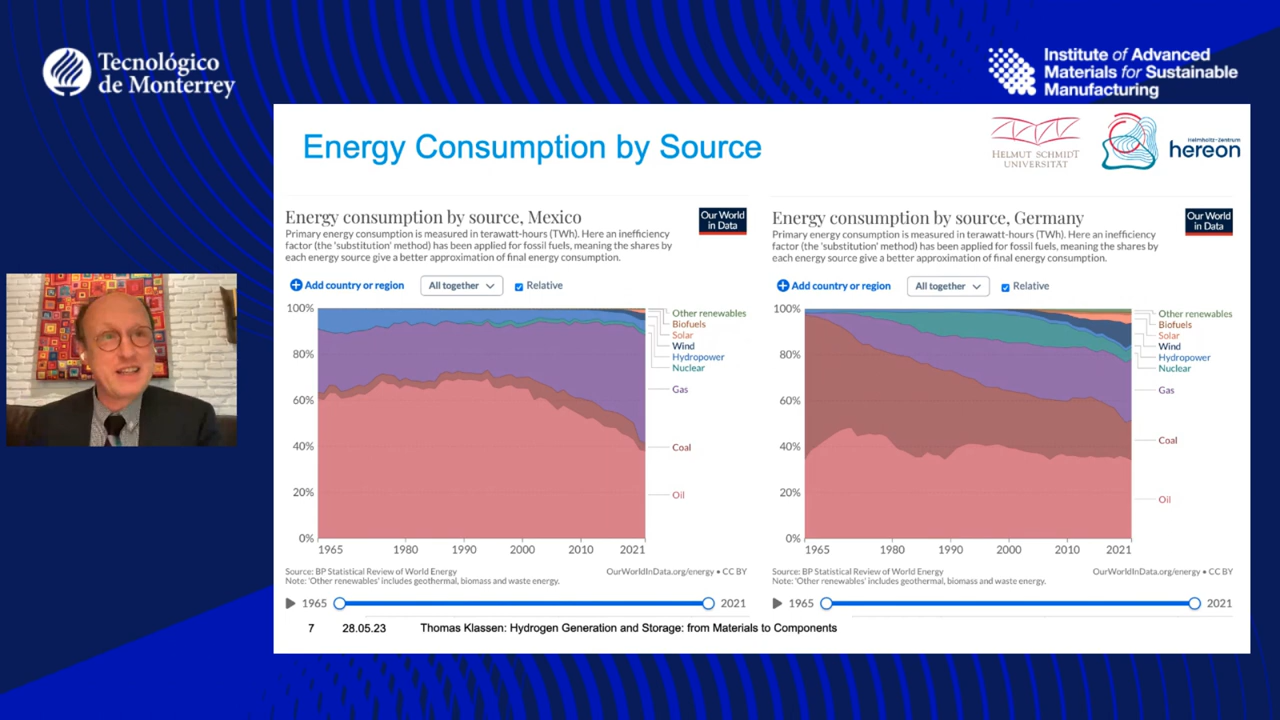 Tecnológico
de Monterrey
Institute of Advanced
Materials for Sustainable
Manufacturing
Energy Consumption by Source
HELMUT SCHMIDT
UNIVERSITÄT
Helmholtz-Zentrum
hereon
Energy consumption by source, Mexico
Our World
in Data
Primary energy consumption is measured in terawatt-hours (TWh). Here an inefficiency
factor (the 'substitution' method) has been applied for fossil fuels, meaning the shares by
each energy source give a better approximation of final energy consumption.
Add country or region
All together
Relative
100%
80%
60%
40%
20%
0%
1965
1980
1990
2000
2010
2021
Other renewables
Biofuels
Solar
Wind
Hydropower
Nuclear
Gas
Coal
Oil
Source: BP Statistical Review of World Energy
OurWorldInData.org/energy • CC BY
Note: 'Other renewables' includes geothermal, biomass and waste energy.
1965
2021
Energy consumption by source, Germany
Our World
in Data
Primary energy consumption is measured in terawatt-hours (TWh). Here an inefficiency
factor (the 'substitution' method) has been applied for fossil fuels, meaning the shares by
each energy source give a better approximation of final energy consumption.
Add country or region
All together
Relative
100%
80%
60%
40%
20%
0%
1965
1980
1990
2000
2010
2021
Other renewables
Biofuels
Solar
Wind
Hydropower
Nuclear
Gas
Coal
Oil
Source: BP Statistical Review of World Energy
OurWorldInData.org/energy • CC BY
Note: 'Other renewables' includes geothermal, biomass and waste energy.
1965
2021
7
28.05.23
Thomas Klassen: Hydrogen Generation and Storage: from Materials to Components